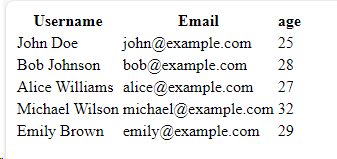 Username Email age
John Doe john@example.com 25
Bob Johnson bob@example.com 28
Alice Williams alice@example.com 27
Michael Wilson michael@example.com 32
Emily Brown emily@example.com 29